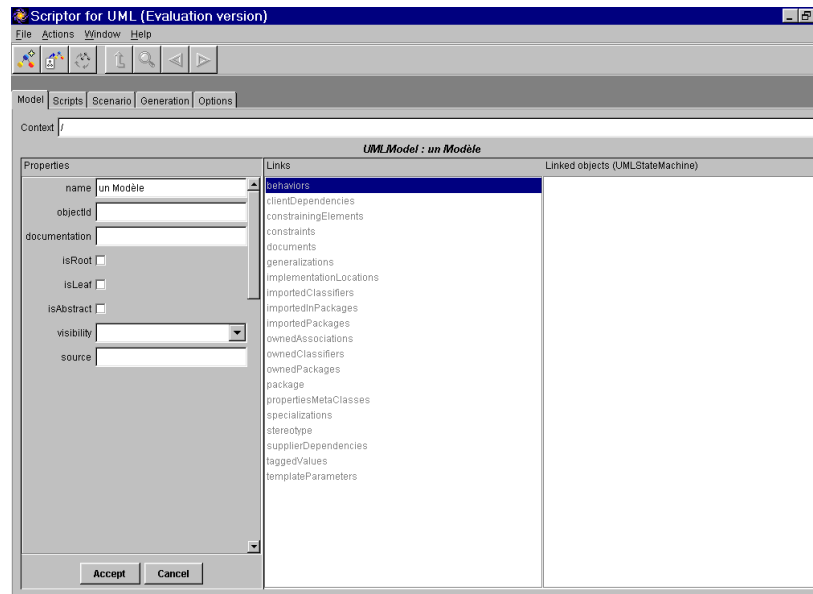 Scriptor for UML (Evaluation version)
File Actions Window Help
Model Scripts Scenario Generation Options
Context /
UMLModel : un Modèle
Properties
name un Modèle
objectId
documentation
isRoot
isLeaf
isAbstract
visibility
source
Accept Cancel
Links
behaviors
clientDependencies
constrainingElements
constraints
documents
generalizations
implementationLocations
importedClassifiers
importedInPackages
importedPackages
ownedAssociations
ownedClassifiers
ownedPackages
package
propertiesMetaClasses
specializations
stereotype
supplierDependencies
taggedValues
templateParameters
Linked objects (UMLStateMachine)